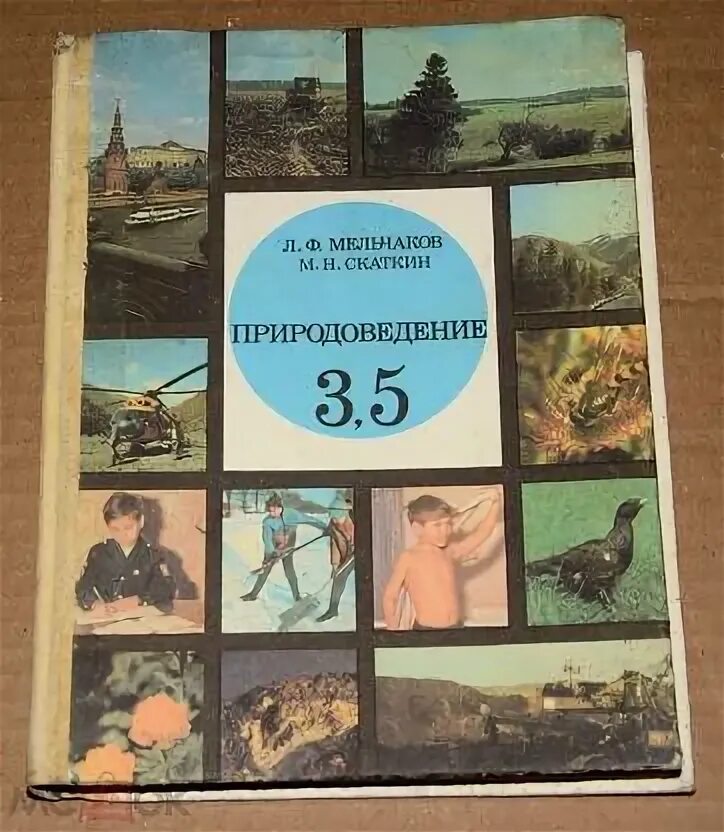 Л. Ф. МЕЛЬЧАКОВ
М. Н. СКАТКИН
ПРИРОДОВЕДЕНИЕ
3,5